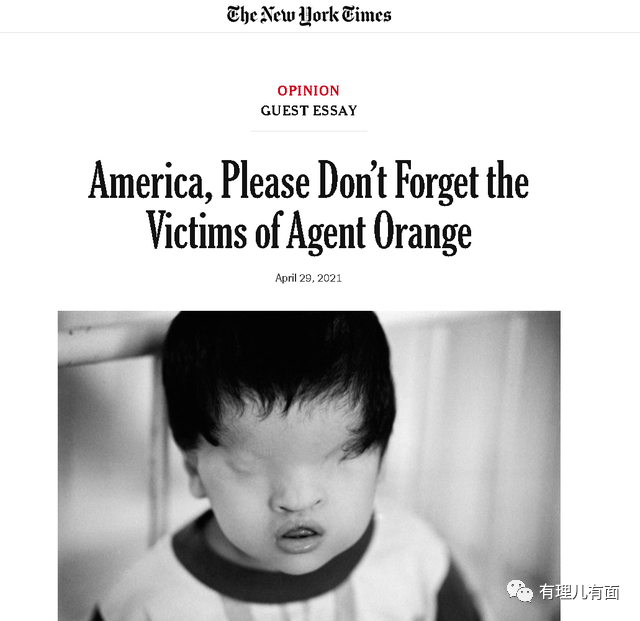 The New York Times
OPINION
GUEST ESSAY
America, Please Don’t Forget the
Victims of Agent Orange
April 29, 2021
有理儿有面